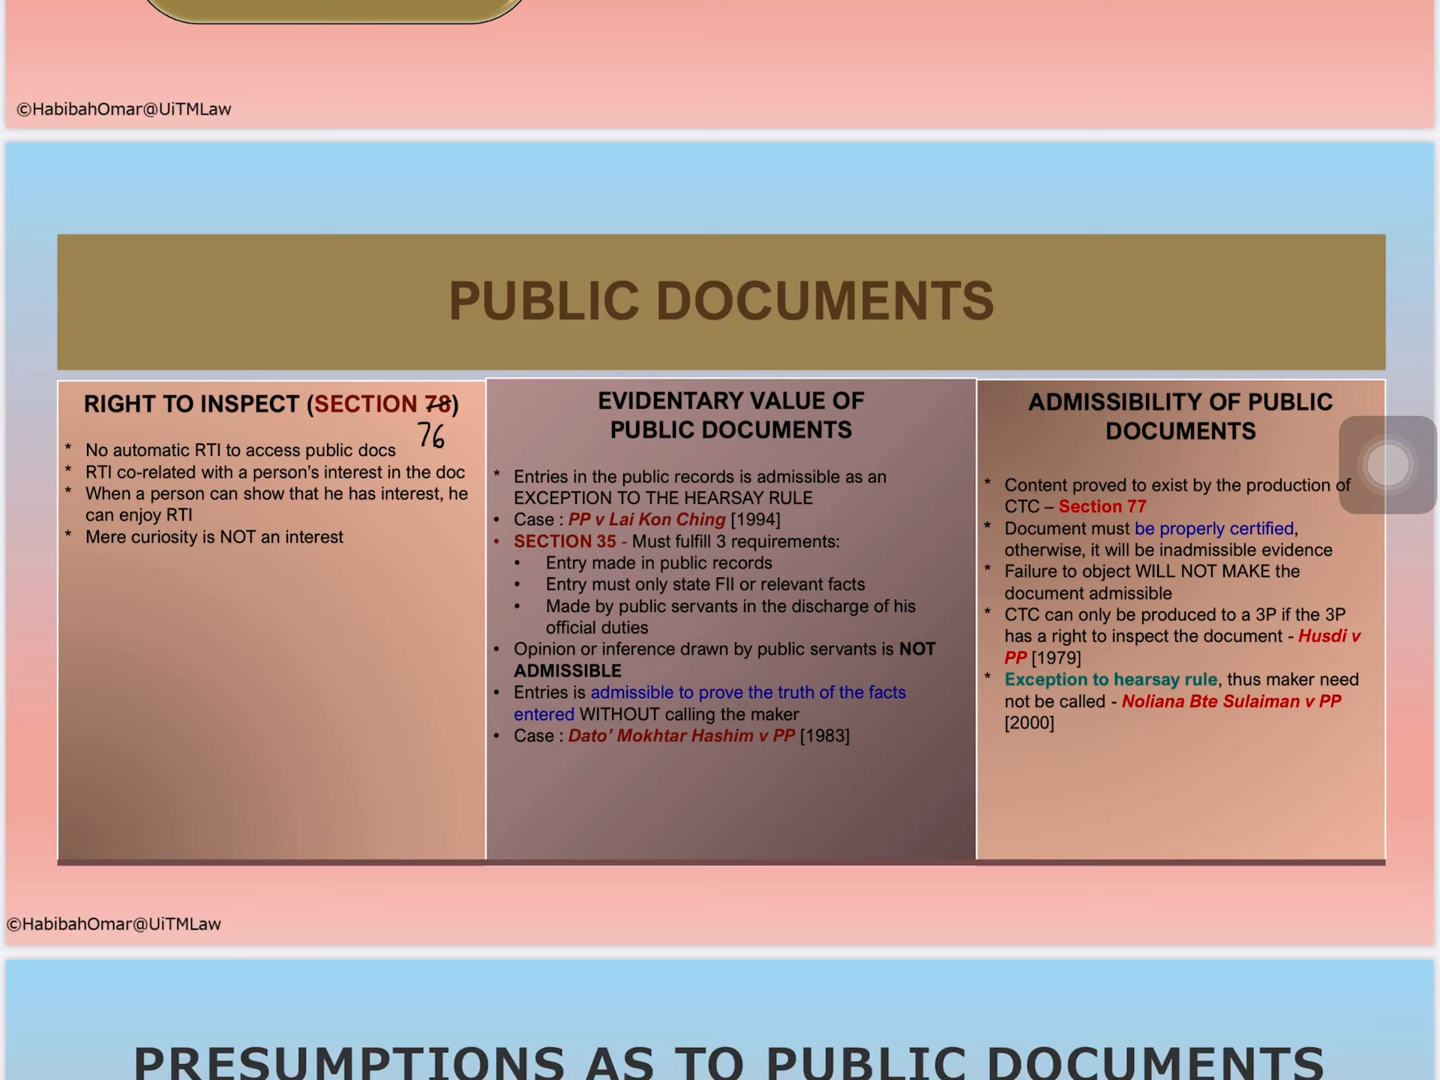 ©HabibahOmar@UiTMLaw
PUBLIC DOCUMENTS
RIGHT TO INSPECT (SECTION 78)
76
* No automatic RTI to access public docs
* RTI co-related with a person's interest in the doc
* When a person can show that he has interest, he
can enjoy RTI
* Mere curiosity is NOT an interest
EVIDENTARY VALUE OF
PUBLIC DOCUMENTS
* Entries in the public records is admissible as an
EXCEPTION TO THE HEARSAY RULE
• Case : PP v Lai Kon Ching [1994]
• SECTION 35 - Must fulfill 3 requirements:
• Entry made in public records
• Entry must only state FII or relevant facts
• Made by public servants in the discharge of his
official duties
• Opinion or inference drawn by public servants is NOT
ADMISSIBLE
• Entries is admissible to prove the truth of the facts
entered WITHOUT calling the maker
• Case : Dato' Mokhtar Hashim v PP [1983]
ADMISSIBILITY OF PUBLIC
DOCUMENTS
* Content proved to exist by the production of
CTC – Section 77
* Document must be properly certified,
otherwise, it will be inadmissible evidence
* Failure to object WILL NOT MAKE the
document admissible
* CTC can only be produced to a 3P if the 3P
has a right to inspect the document - Husdi v
PP [1979]
* Exception to hearsay rule, thus maker need
not be called - Noliana Bte Sulaiman v PP
[2000]
©HabibahOmar@UiTMLaw
PRESUMPTIONS AS TO PUBLIC DOCUMENTS